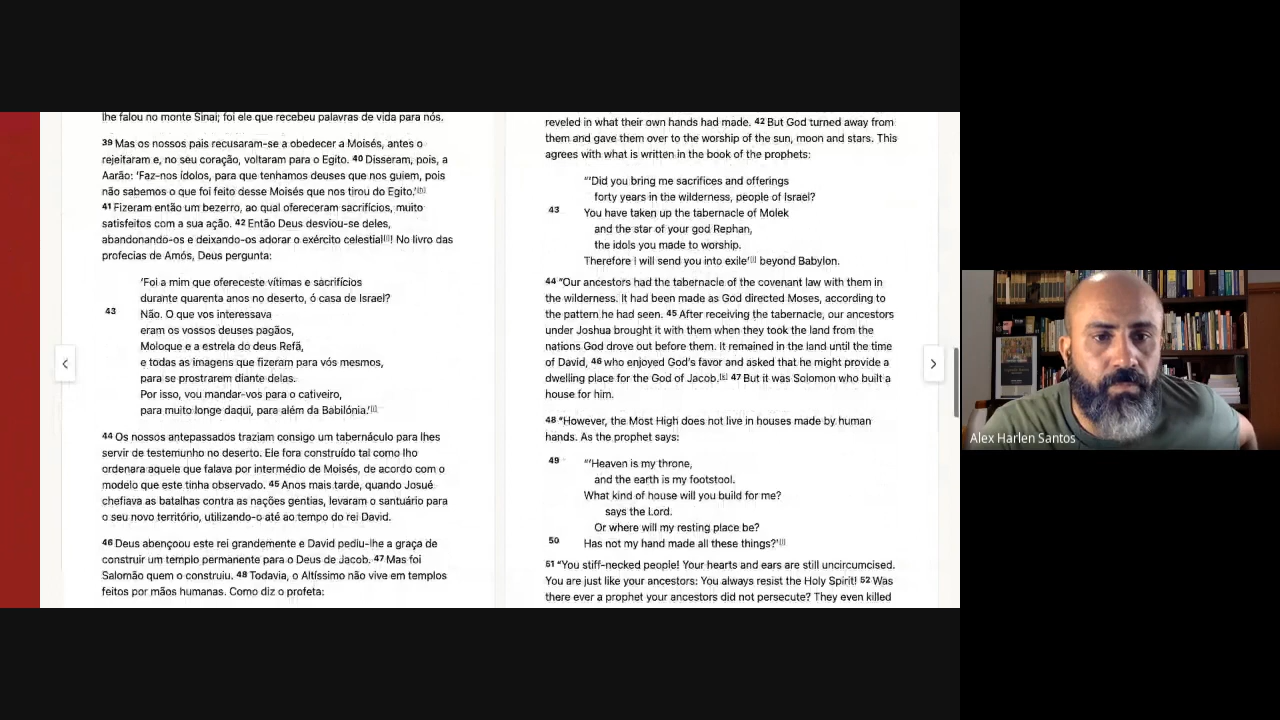 lhe falou no monte Sinai; foi ele que recebeu palavras de vida para nós.
39 Mas os nossos pais recusaram-se a obedecer a Moisés, antes o
rejeitaram e, no seu coração, voltaram para o Egito. 40 Disseram, pois, a
Aarão: ‘Faz-nos ídolos, para que tenhamos deuses que nos guiem, pois
não sabemos o que foi feito desse Moisés que nos tirou do Egito.’[h]
41 Fizeram então um bezerro, ao qual ofereceram sacrifícios, muito
satisfeitos com a sua ação. 42 Então Deus desviou-se deles,
abandonando-os e deixando-os adorar o exército celestial[i]! No livro das
profecias de Amós, Deus pergunta:
‘Foi a mim que ofereceste vítimas e sacrifícios
durante quarenta anos no deserto, ó casa de Israel?
43 Não. O que vos interessava
eram os vossos deuses pagãos,
Moloque e a estrela do deus Refã,
e todas as imagens que fizeram para vós mesmos,
para se prostrarem diante delas.
Por isso, vou mandar-vos para o cativeiro,
para muito longe daqui, para além da Babilónia.’[j]
44 Os nossos antepassados traziam consigo um tabernáculo para lhes
servir de testemunho no deserto. Ele fora construído tal como lho
ordenara aquele que falava por intermédio de Moisés, de acordo com o
modelo que este tinha observado. 45 Anos mais tarde, quando Josué
chefiava as batalhas contra as nações gentias, levaram o santuário para
o seu novo território, utilizando-o até ao tempo do rei David.
46 Deus abençoou este rei grandemente e David pediu-lhe a graça de
construir um templo permanente para o Deus de Jacob. 47 Mas foi
Salomão quem o construiu. 48 Todavia, o Altíssimo não vive em templos
feitos por mãos humanas. Como diz o profeta:
reveled in what their own hands had made. 42 But God turned away from
them and gave them over to the worship of the sun, moon and stars. This
agrees with what is written in the book of the prophets:
“‘Did you bring me sacrifices and offerings
forty years in the wilderness, people of Israel?
43 You have taken up the tabernacle of Molek
and the star of your god Rephan,
the idols you made to worship.
Therefore I will send you into exile’[j] beyond Babylon.
44 “Our ancestors had the tabernacle of the covenant law with them in
the wilderness. It had been made as God directed Moses, according to
the pattern he had seen. 45 After receiving the tabernacle, our ancestors
under Joshua brought it with them when they took the land from the
nations God drove out before them. It remained in the land until the time
of David, 46 who enjoyed God’s favor and asked that he might provide a
dwelling place for the God of Jacob.[k] 47 But it was Solomon who built a
house for him.
48 “However, the Most High does not live in houses made by human
hands. As the prophet says:
49 “‘Heaven is my throne,
and the earth is my footstool.
What kind of house will you build for me?
says the Lord.
Or where will my resting place be?
50 Has not my hand made all these things?’[l]
51 “You stiff-necked people! Your hearts and ears are still uncircumcised.
You are just like your ancestors: You always resist the Holy Spirit! 52 Was
there ever a prophet your ancestors did not persecute? They even killed
Alex Harlen Santos